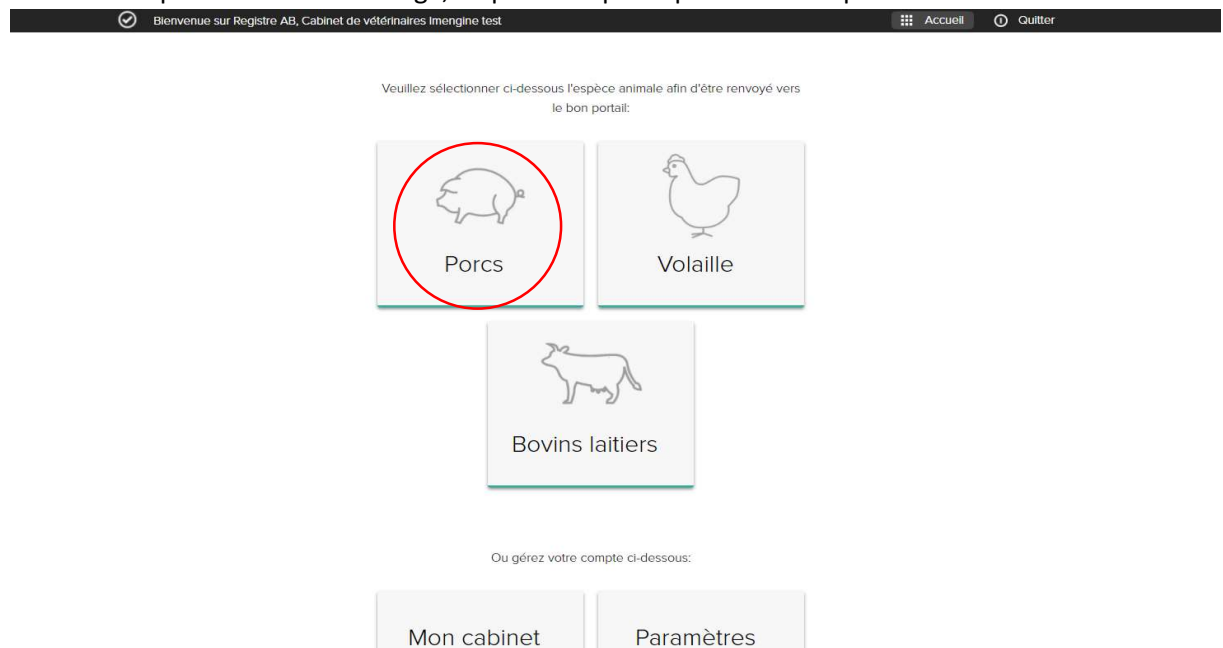 Bienvenue sur Registre AB, Cabinet de vétérinaires Imengine test
Accueil
Quitter
Veuillez sélectionner ci-dessous l'espèce animale afin d'être renvoyé vers
le bon portail:
Porcs
Volaille
Bovins laitiers
Ou gérez votre compte ci-dessous:
Mon cabinet
Paramètres